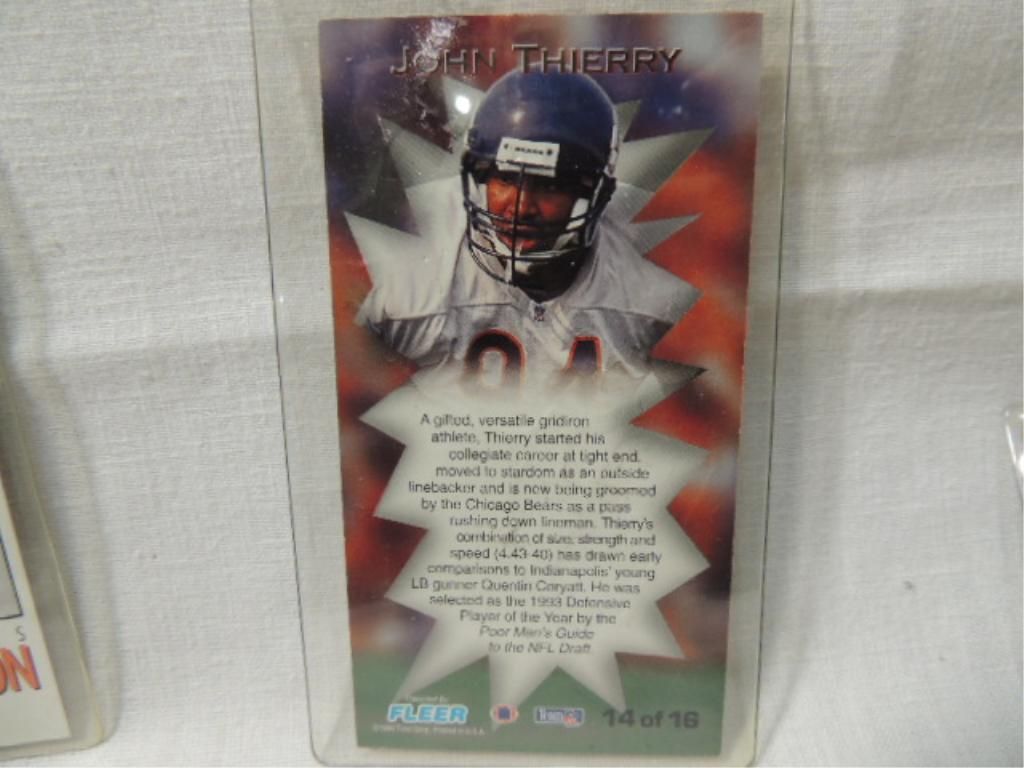 JOHN THIERRY
BEARS
94
A gifted, versatile gridiron
athlete, Thierry started his
collegiate career at tight end,
moved to stardom as an outside
linebacker and is now being groomed
by the Chicago Bears as a pass
rushing down lineman. Thierry's
combination of size, strength and
speed (4.43-40) has drawn early
comparisons to Indianapolis' young
LB gunner Quentin Coryatt. He was
selected as the 1993 Defensive
Player of the Year by the
Poor Man's Guide
to the NFL Draft.
FLEER
14 of 16
S
ON